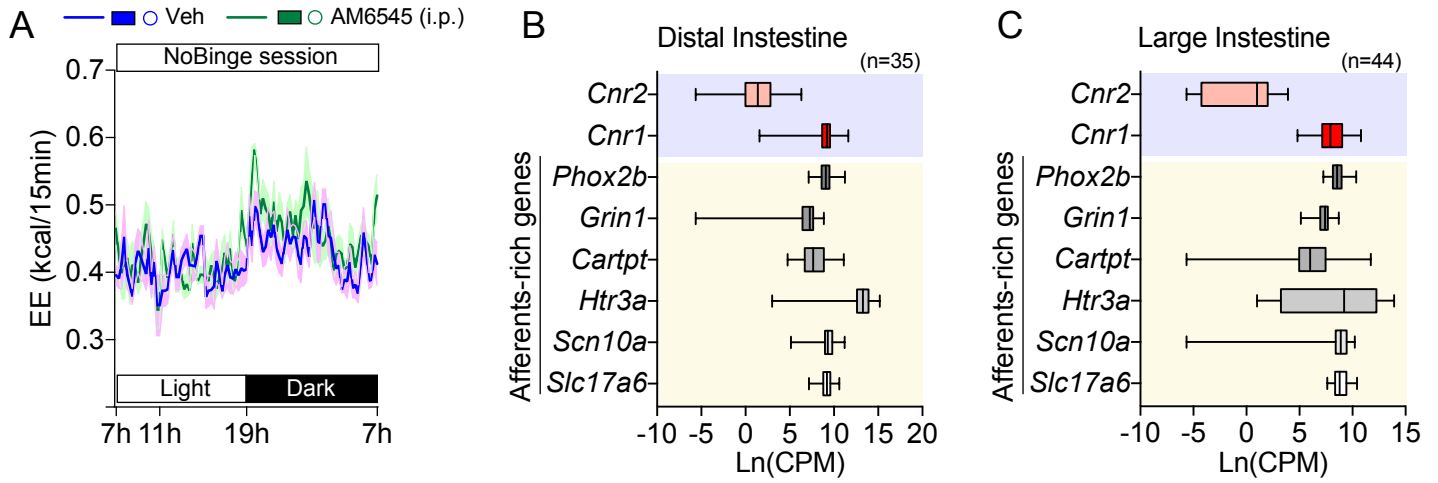 A
Veh
AM6545 (i.p.)
NoBinge session
EE (kcal/15min)
0.7
0.6
0.5
0.4
0.3
Light
Dark
7h
11h
19h
7h
B
Distal Instestine
(n=35)
Cnr2
Cnr1
Afferents-rich genes
Phox2b
Grin1
Cartpt
Htr3a
Scn10a
Slc17a6
-10
-5
0
5
10
15
20
Ln(CPM)
C
Large Instestine
(n=44)
Cnr2
Cnr1
Afferents-rich genes
Phox2b
Grin1
Cartpt
Htr3a
Scn10a
Slc17a6
-10
-5
0
5
10
15
Ln(CPM)